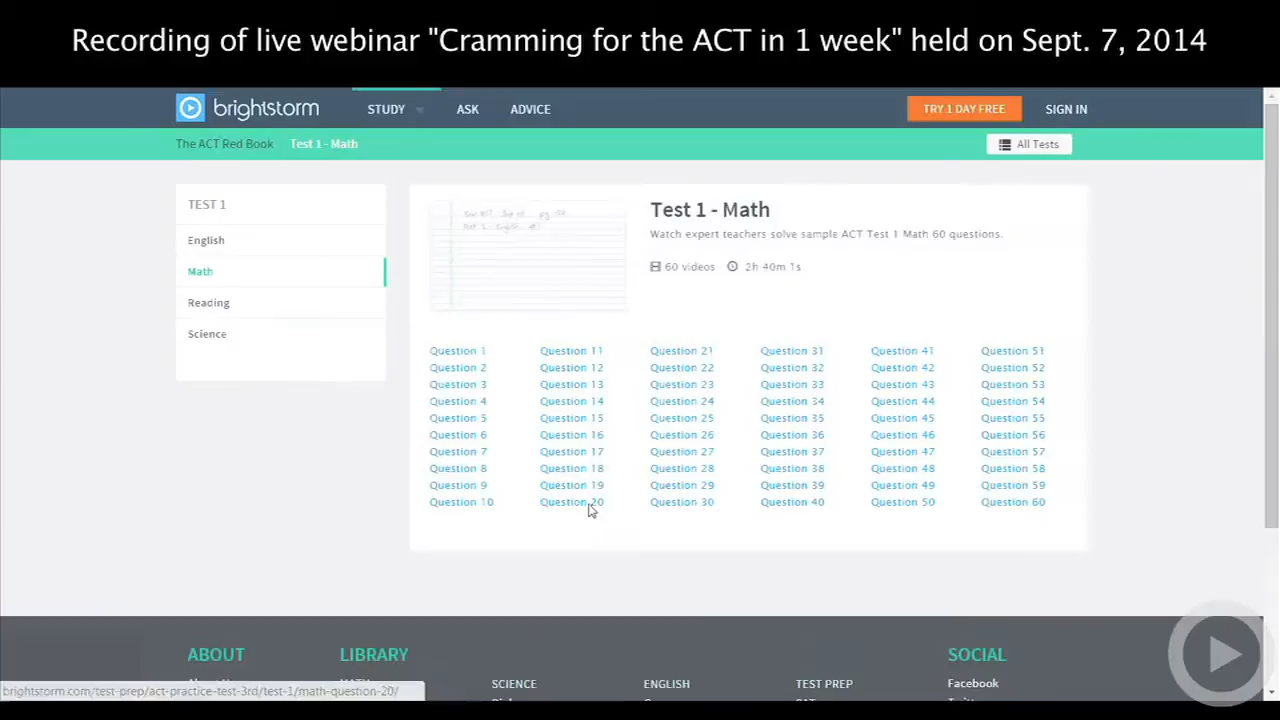 Recording of live webinar "Cramming for the ACT in 1 week" held on Sept. 7, 2014
brightstorm STUDY ASK ADVICE TRY 1 DAY FREE SIGN IN
The ACT Red Book Test 1 - Math All Tests
TEST 1
English
Math
Reading
Science
Test 1 - Math
Watch expert teachers solve sample ACT Test 1 Math 60 questions.
60 videos 2h 40m 1s
Question 1 Question 11 Question 21 Question 31 Question 41 Question 51
Question 2 Question 12 Question 22 Question 32 Question 42 Question 52
Question 3 Question 13 Question 23 Question 33 Question 43 Question 53
Question 4 Question 14 Question 24 Question 34 Question 44 Question 54
Question 5 Question 15 Question 25 Question 35 Question 45 Question 55
Question 6 Question 16 Question 26 Question 36 Question 46 Question 56
Question 7 Question 17 Question 27 Question 37 Question 47 Question 57
Question 8 Question 18 Question 28 Question 38 Question 48 Question 58
Question 9 Question 19 Question 29 Question 39 Question 49 Question 59
Question 10 Question 20 Question 30 Question 40 Question 50 Question 60
ABOUT LIBRARY SOCIAL
SCIENCE ENGLISH TEST PREP Facebook
brightstorm.com/test-prep/act-practice-test-3rd/test-1/math-question-20/